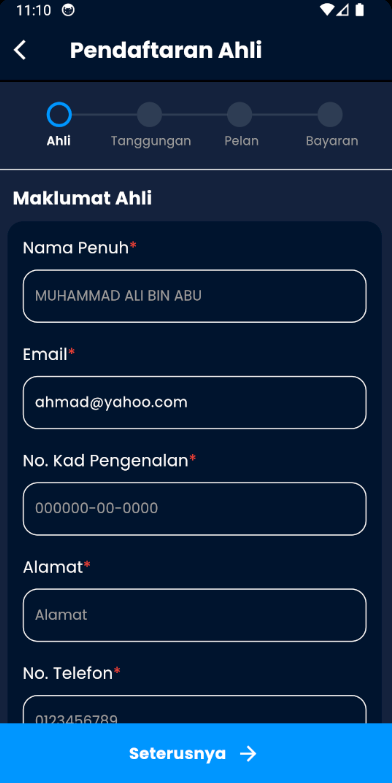 11:10
Pendaftaran Ahli
Ahli
Tanggungan
Pelan
Bayaran
Maklumat Ahli
Nama Penuh*
MUHAMMAD ALI BIN ABU
Email*
ahmad@yahoo.com
No. Kad Pengenalan*
000000-00-0000
Alamat*
Alamat
No. Telefon*
0123456789
Seterusnya